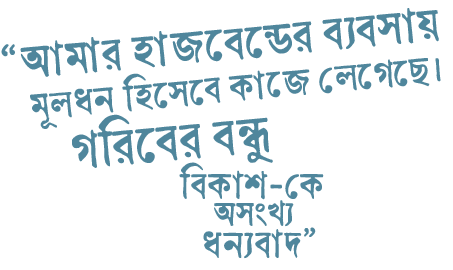 “আমার হাজবেন্ডের ব্যবসায়
মূলধন হিসেবে কাজে লেগেছে।
গরিবের বন্ধু
বিকাশ-কে
অসংখ্য
ধন্যবাদ”